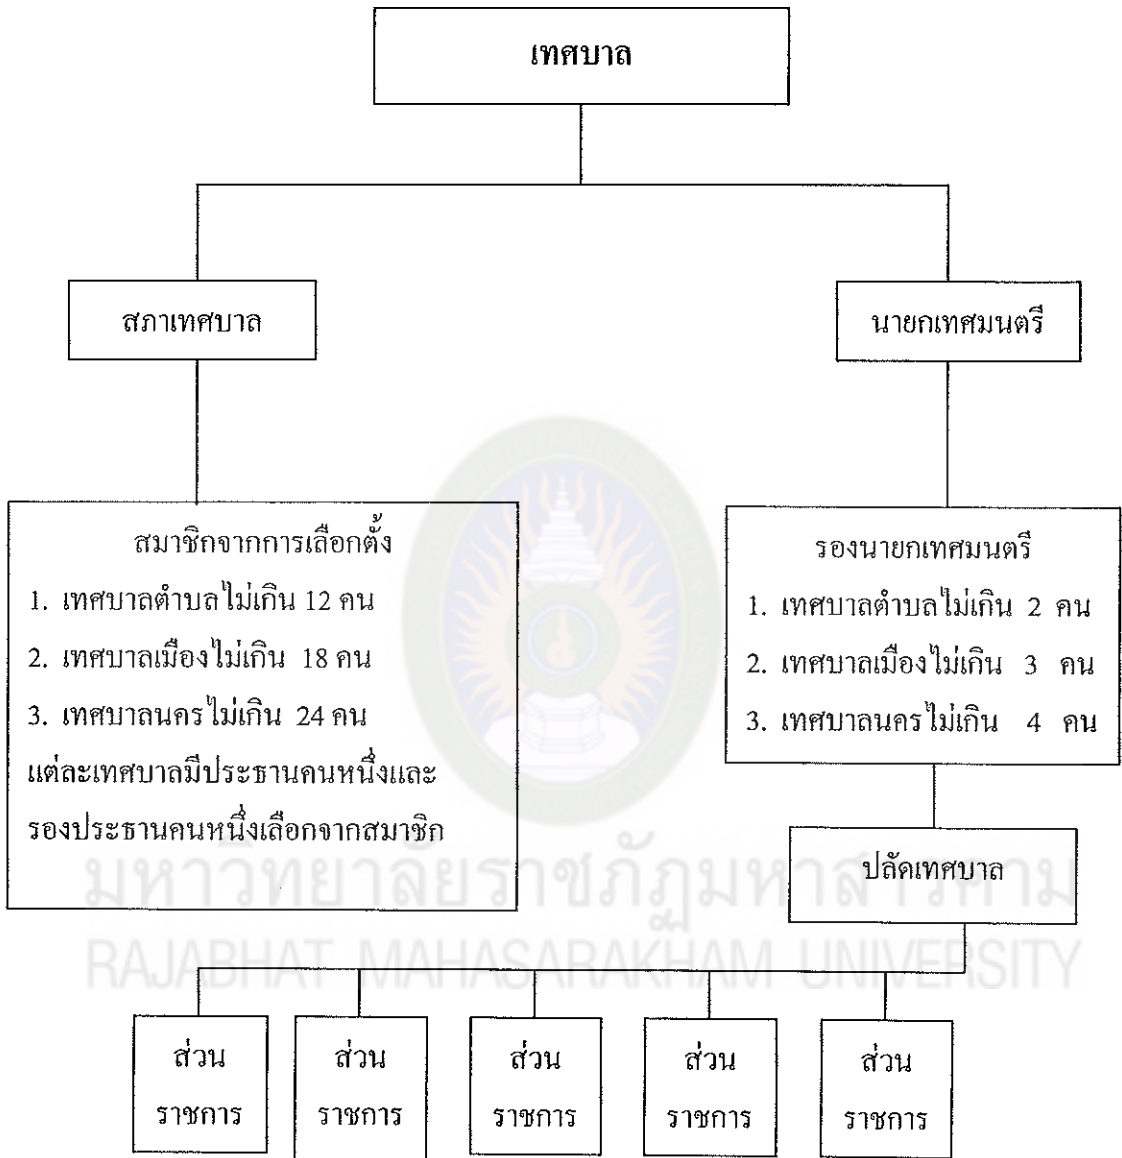 เทศบาล
สภาเทศบาล
นายกเทศมนตรี
สมาชิกจากการเลือกตั้ง
1. เทศบาลตำบลไม่เกิน 12 คน
2. เทศบาลเมืองไม่เกิน 18 คน
3. เทศบาลนครไม่เกิน 24 คน
แต่ละเทศบาลมีประธานคนหนึ่งและ
รองประธานคนหนึ่งเลือกจากสมาชิก
รองนายกเทศมนตรี
1. เทศบาลตำบลไม่เกิน 2 คน
2. เทศบาลเมืองไม่เกิน 3 คน
3. เทศบาลนครไม่เกิน 4 คน
ปลัดเทศบาล
มหาวิทยาลัยราชภัฏมหาสารคาม
RAJABHAT MAHASARAKHAM UNIVERSITY
ส่วน
ราชการ
ส่วน
ราชการ
ส่วน
ราชการ
ส่วน
ราชการ
ส่วน
ราชการ